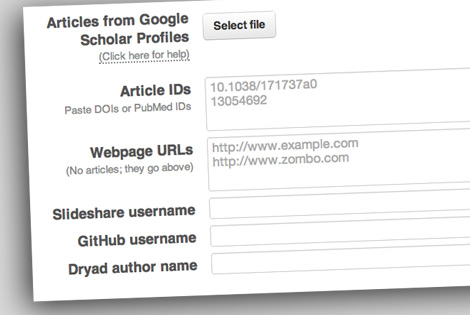 Articles from Google
Scholar Profiles
(Click here for help)
Select file
Article IDs
Paste DOIs or PubMed IDs
10.1038/171737a0
13054692
Webpage URLs
(No articles; they go above)
http://www.example.com
http://www.zombo.com
Slideshare username
GitHub username
Dryad author name